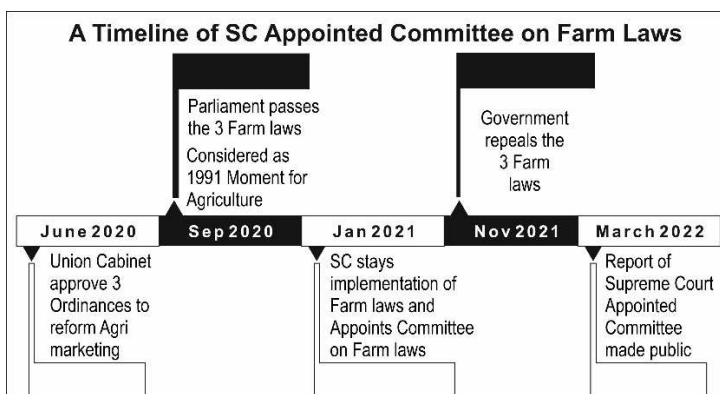 A Timeline of SC Appointed Committee on Farm Laws
Parliament passes
the 3 Farm laws
Considered as
1991 Moment for
Agriculture
Government
repeals the
3 Farm
laws
June 2020
Sep 2020
Jan 2021
Nov 2021
March 2022
Union Cabinet
approve 3
Ordinances to
reform Agri
marketing
SC stays
implementation of
Farm laws and
Appoints Committee
on Farm laws
Report of
Supreme Court
Appointed
Committee
made public